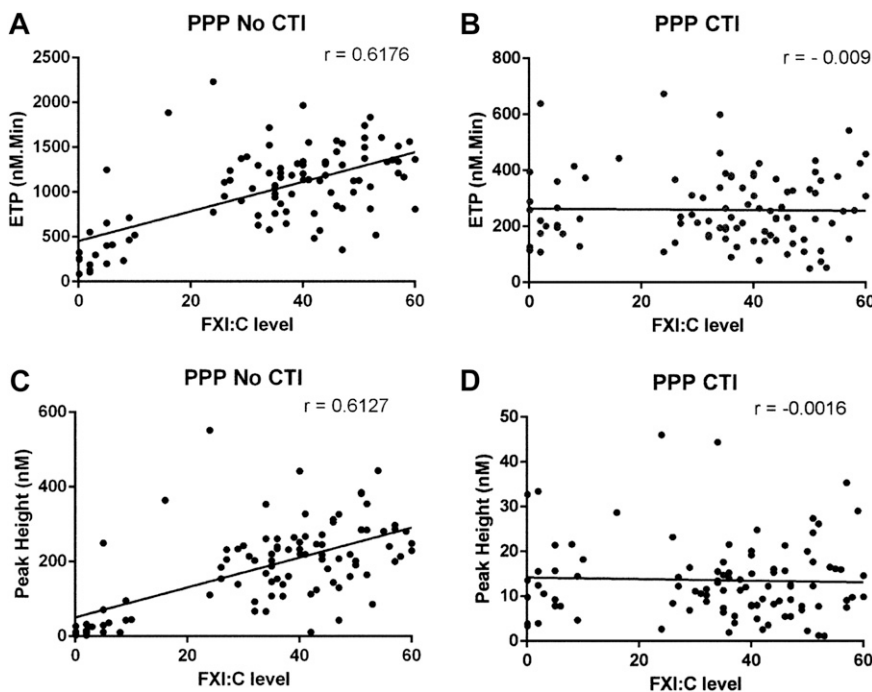 A
PPP No CTI
r = 0.6176
ETP (nM.Min)
2500
2000
1500
1000
500
0
0 20 40 60
FXI:C level
B
PPP CTI
r = - 0.009
ETP (nM.Min)
800
600
400
200
0
0 20 40 60
FXI:C level
C
PPP No CTI
r = 0.6127
Peak Height (nM)
600
400
200
0
0 20 40 60
FXI:C level
D
PPP CTI
r = -0.0016
Peak Height (nM)
50
40
30
20
10
0
0 20 40 60
FXI:C level